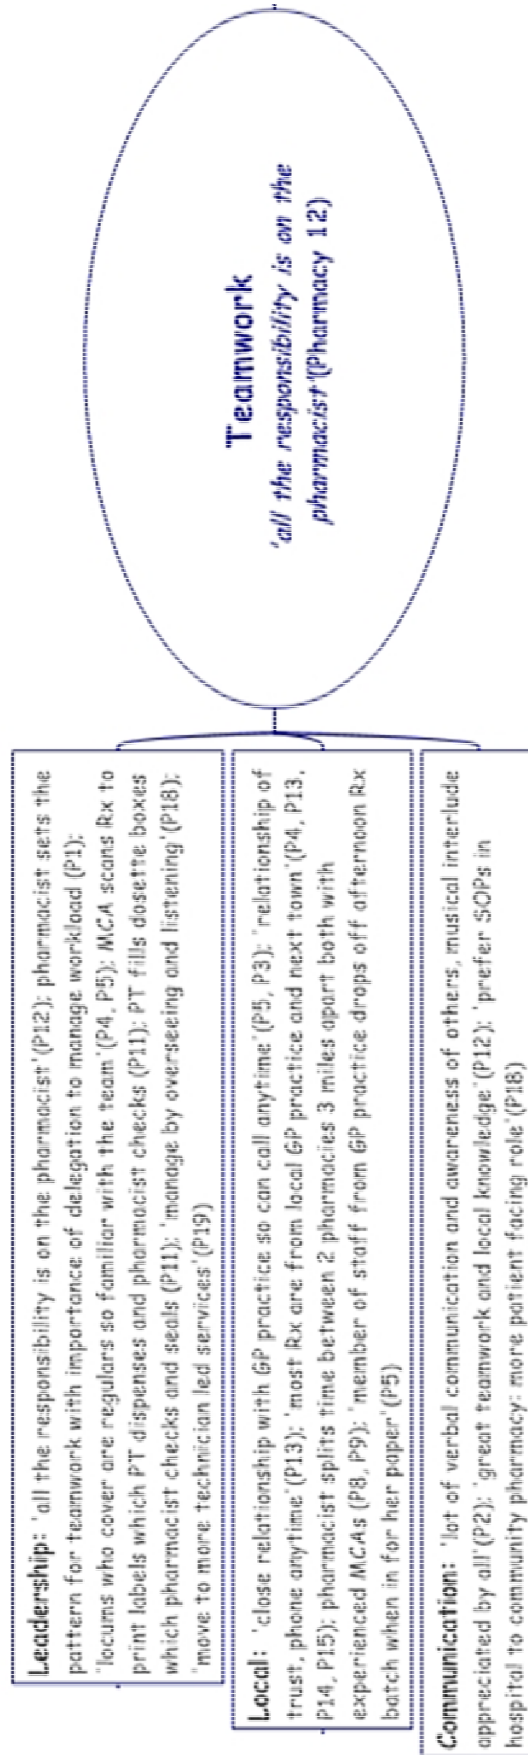 Teamwork
'all the responsibility is on the
pharmacist'(Pharmacy 12)
Leadership: 'all the responsibility is on the pharmacist'(P12); pharmacist sets the
pattern for teamwork with importance of delegation to manage workload (P1);
'locums who cover are regulars so familiar with the team'(P4, P5); MCA scans Rx to
print labels which PT dispenses and pharmacist checks (P11); PT fills dosette boxes
which pharmacist checks and seals (P11); 'manage by overseeing and listening'(P18);
'move to more technician led services'(P19)
Local: 'close relationship with GP practice so can call anytime'(P5, P3); 'relationship of
trust, phone anytime'(P13); 'most Rx are from local GP practice and next town'(P4, P13,
P14, P15); pharmacist splits time between 2 pharmacies 3 miles apart both with
experienced MCAs (P8, P9); 'member of staff from GP practice drops off afternoon Rx
batch when in for her paper'(P5)
Communication: 'lot of verbal communication and awareness of others, musical interlude
appreciated by all'(P2); 'great teamwork and local knowledge'(P12); 'prefer SOPs in
hospital to community pharmacy; more patient facing role'(P18)